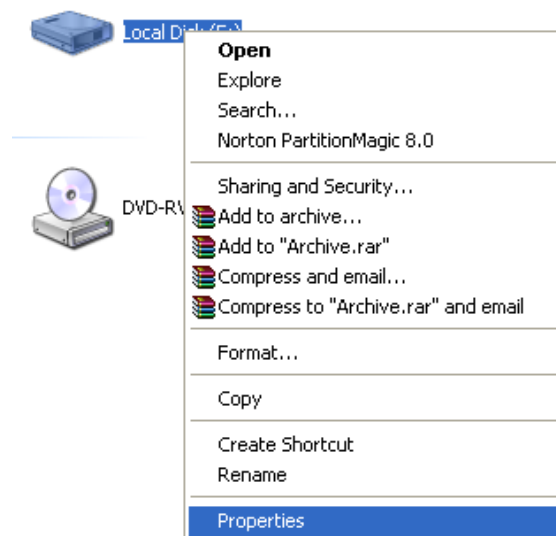 Local Disk
Open
Explore
Search...
Norton PartitionMagic 8.0
Sharing and Security...
DVD-RW
Add to archive...
Add to "Archive.rar"
Compress and email...
Compress to "Archive.rar" and email
Format...
Copy
Create Shortcut
Rename
Properties